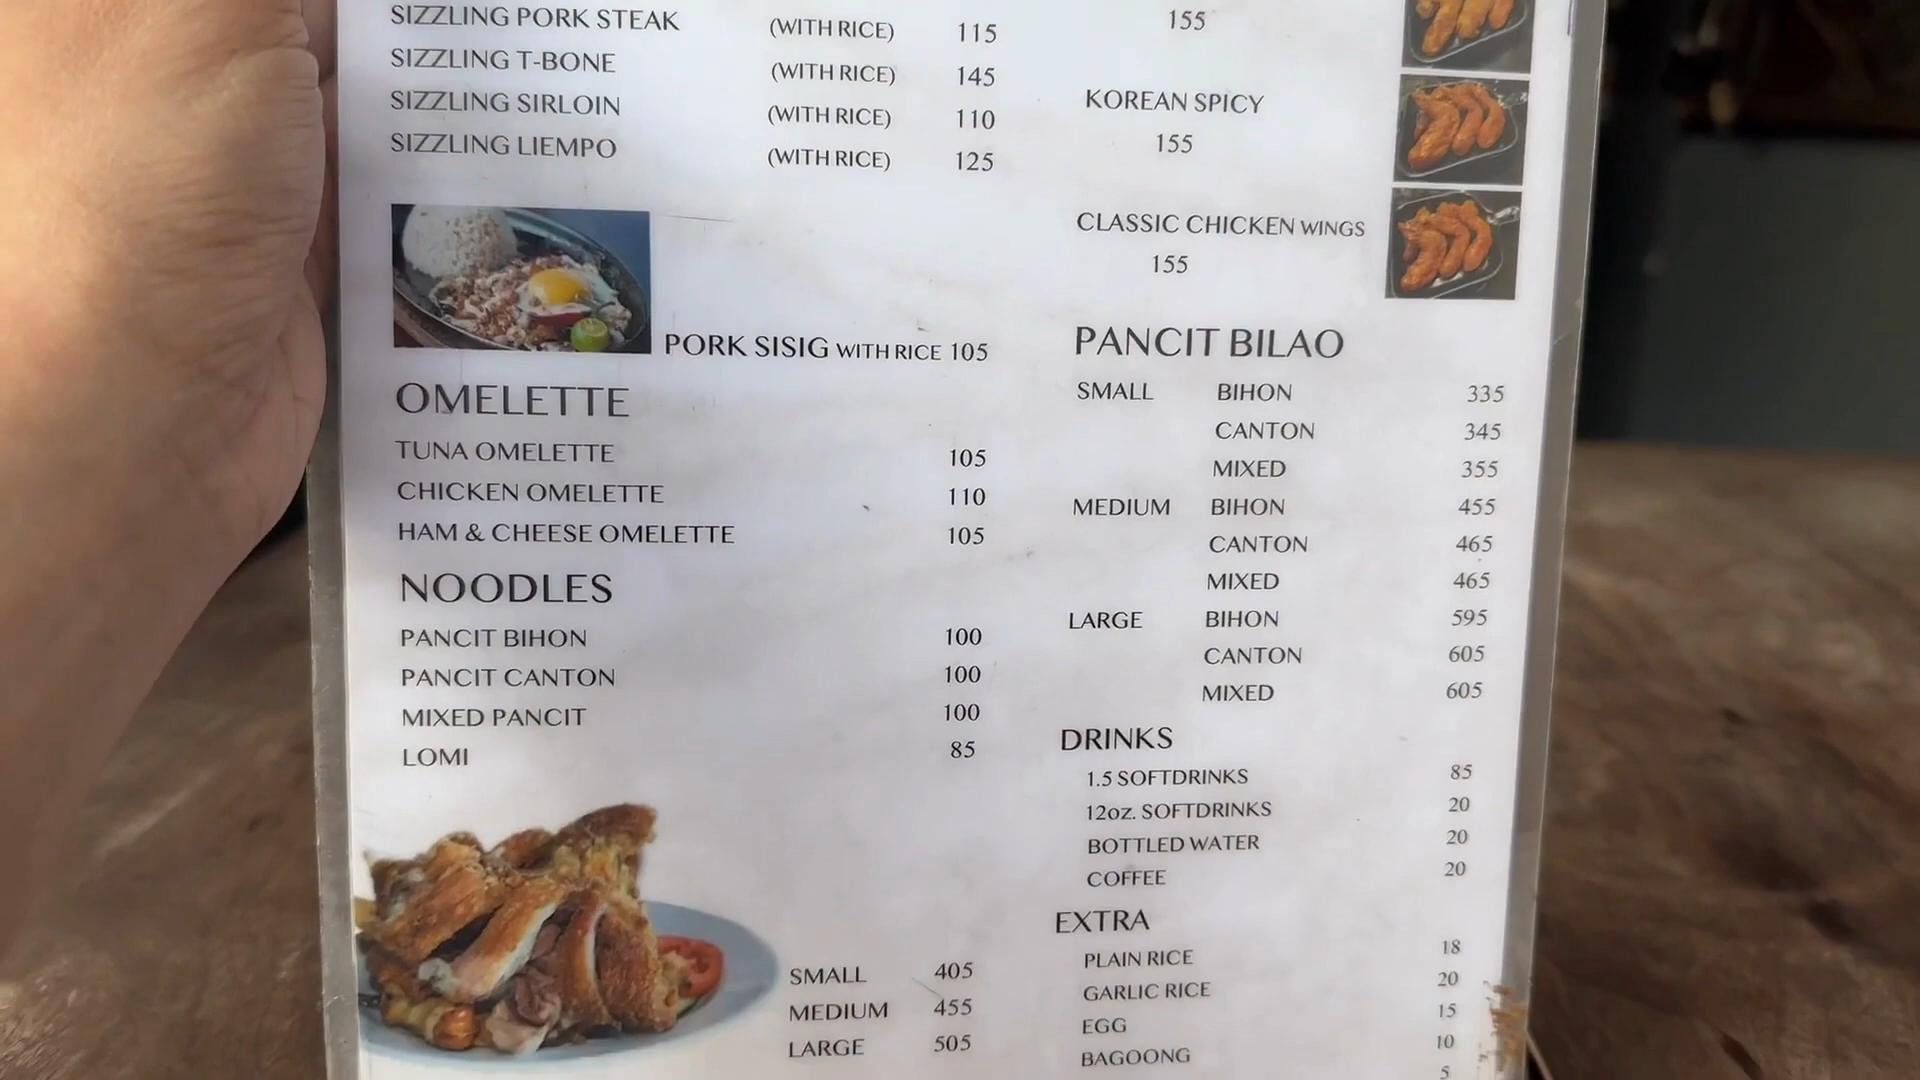 SIZZLING PORK STEAK (WITH RICE) 115
SIZZLING T-BONE (WITH RICE) 145
SIZZLING SIRLOIN (WITH RICE) 110
SIZZLING LIEMPO (WITH RICE) 125
PORK SISIG WITH RICE 105
OMELETTE
TUNA OMELETTE 105
CHICKEN OMELETTE 110
HAM & CHEESE OMELETTE 105
NOODLES
PANCIT BIHON 100
PANCIT CANTON 100
MIXED PANCIT 100
LOMI 85
SMALL 405
MEDIUM 455
LARGE 505
155
KOREAN SPICY
155
CLASSIC CHICKEN WINGS
155
PANCIT BILAO
SMALL BIHON 335
CANTON 345
MIXED 355
MEDIUM BIHON 455
CANTON 465
MIXED 465
LARGE BIHON 595
CANTON 605
MIXED 605
DRINKS
1.5 SOFTDRINKS 85
12oz. SOFTDRINKS 20
BOTTLED WATER 20
COFFEE 20
EXTRA
PLAIN RICE 18
GARLIC RICE 20
EGG 15
BAGOONG 10
5